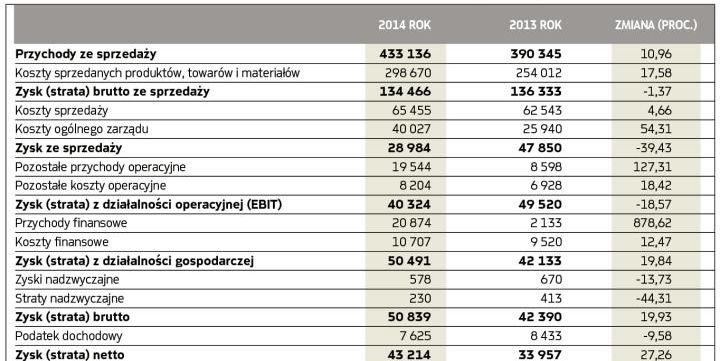 2014 ROK 2013 ROK ZMIANA (PROC.)
Przychody ze sprzedaży 433 136 390 345 10,96
Koszty sprzedanych produktów, towarów i materiałów 298 670 254 012 17,58
Zysk (strata) brutto ze sprzedaży 134 466 136 333 -1,37
Koszty sprzedaży 65 455 62 543 4,66
Koszty ogólnego zarządu 40 027 25 940 54,31
Zysk ze sprzedaży 28 984 47 850 -39,43
Pozostałe przychody operacyjne 19 544 8 598 127,31
Pozostałe koszty operacyjne 8 204 6 928 18,42
Zysk (strata) z działalności operacyjnej (EBIT) 40 324 49 520 -18,57
Przychody finansowe 20 874 2 133 878,62
Koszty finansowe 10 707 9 520 12,47
Zysk (strata) z działalności gospodarczej 50 491 42 133 19,84
Zyski nadzwyczajne 578 670 -13,73
Straty nadzwyczajne 230 413 -44,31
Zysk (strata) brutto 50 839 42 390 19,93
Podatek dochodowy 7 625 8 433 -9,58
Zysk (strata) netto 43 214 33 957 27,26